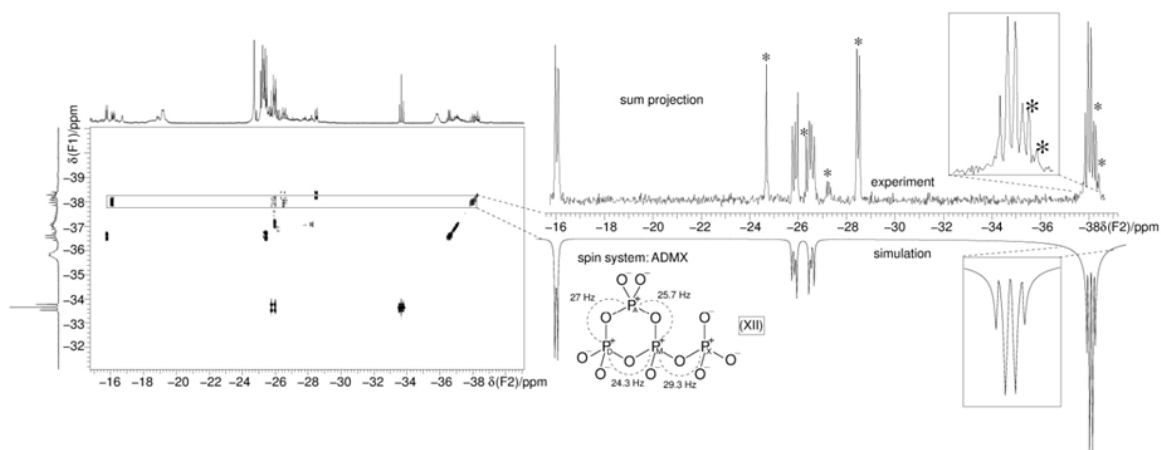 * * * * * * * *
sum projection
experiment
δ(F1)/ppm
−39
−38
−37
−36
−35
−34
−33
−32
−16 −18 −20 −22 −24 −26 −28 −30 −32 −34 −36 −38 δ(F2)/ppm
−16 −18 −20 −22 −24 −26 −28 −30 −32 −34 −36 −38δ(F2)/ppm
spin system: ADMX
simulation
O⁻ O⁻
27 Hz P⁺A 25.7 Hz
(XII)
O O O⁻
O⁻ P⁺D P⁺M P⁺X
O⁻ O O⁻ O O⁻ O⁻
24.3 Hz 29.3 Hz